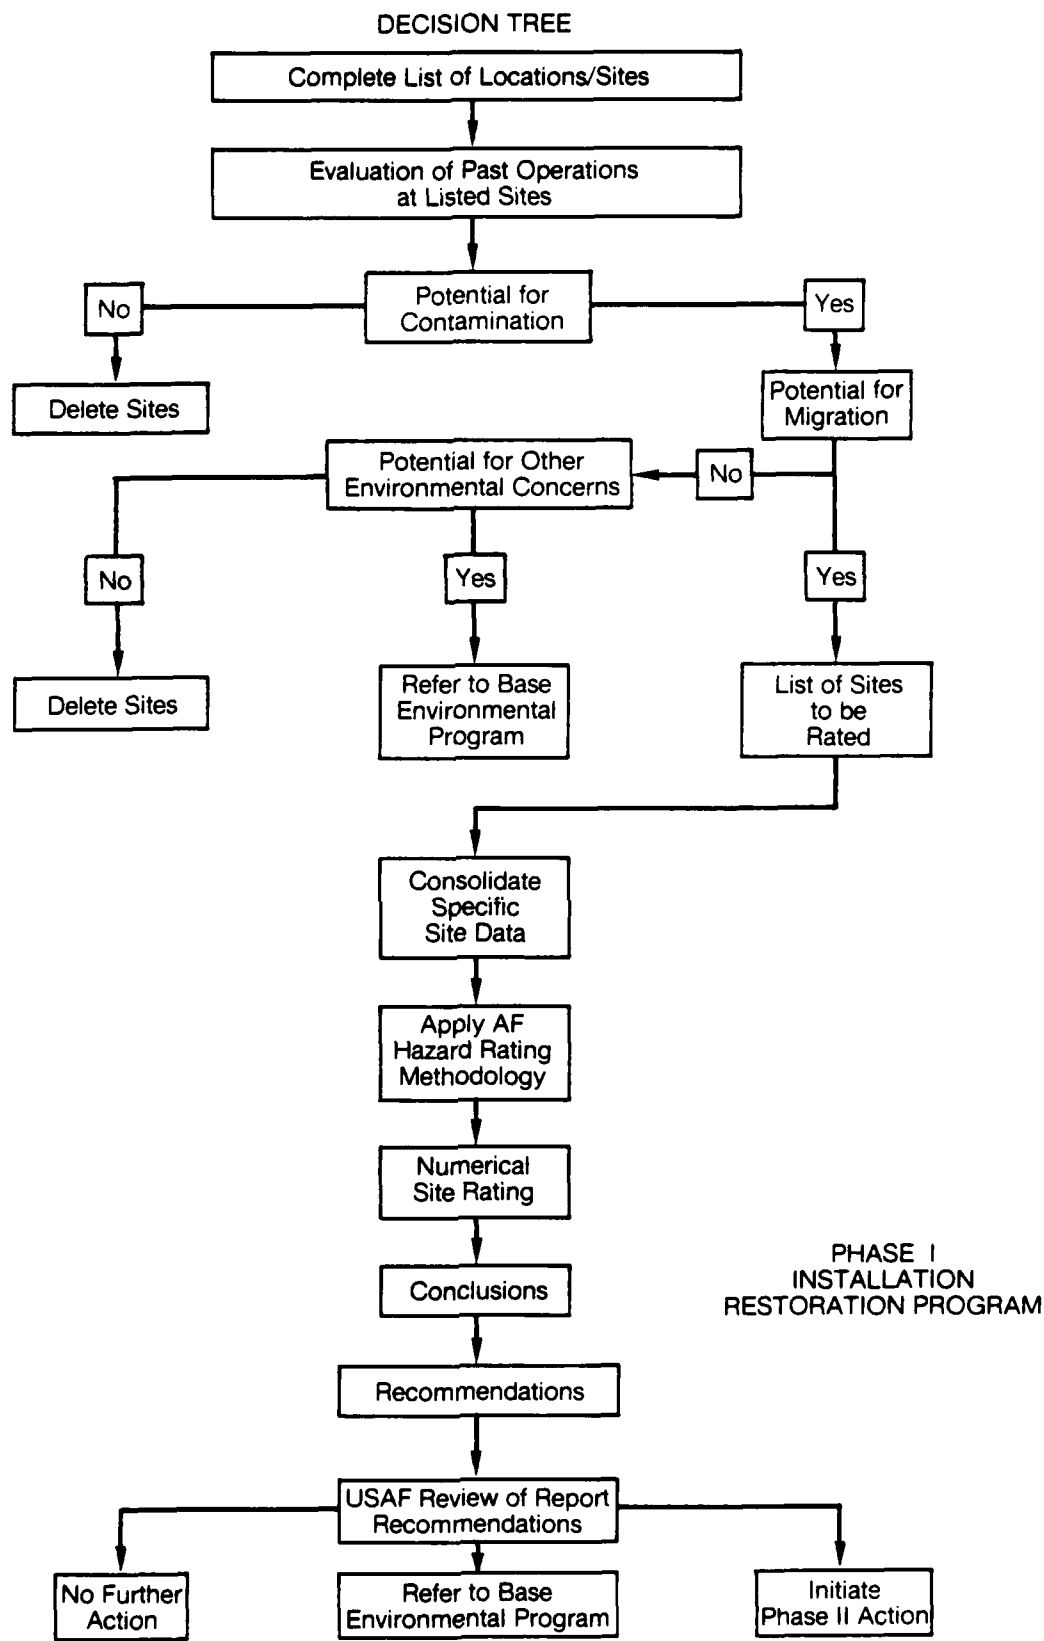 DECISION TREE
Complete List of Locations/Sites
Evaluation of Past Operations
at Listed Sites
No
Potential for
Contamination
Yes
Delete Sites
Potential for
Migration
Potential for Other
Environmental Concerns
No
No
Yes
Yes
Delete Sites
Refer to Base
Environmental
Program
List of Sites
to be
Rated
Consolidate
Specific
Site Data
Apply AF
Hazard Rating
Methodology
Numerical
Site Rating
Conclusions
PHASE I
INSTALLATION
RESTORATION PROGRAM
Recommendations
USAF Review of Report
Recommendations
No Further
Action
Refer to Base
Environmental Program
Initiate
Phase II Action